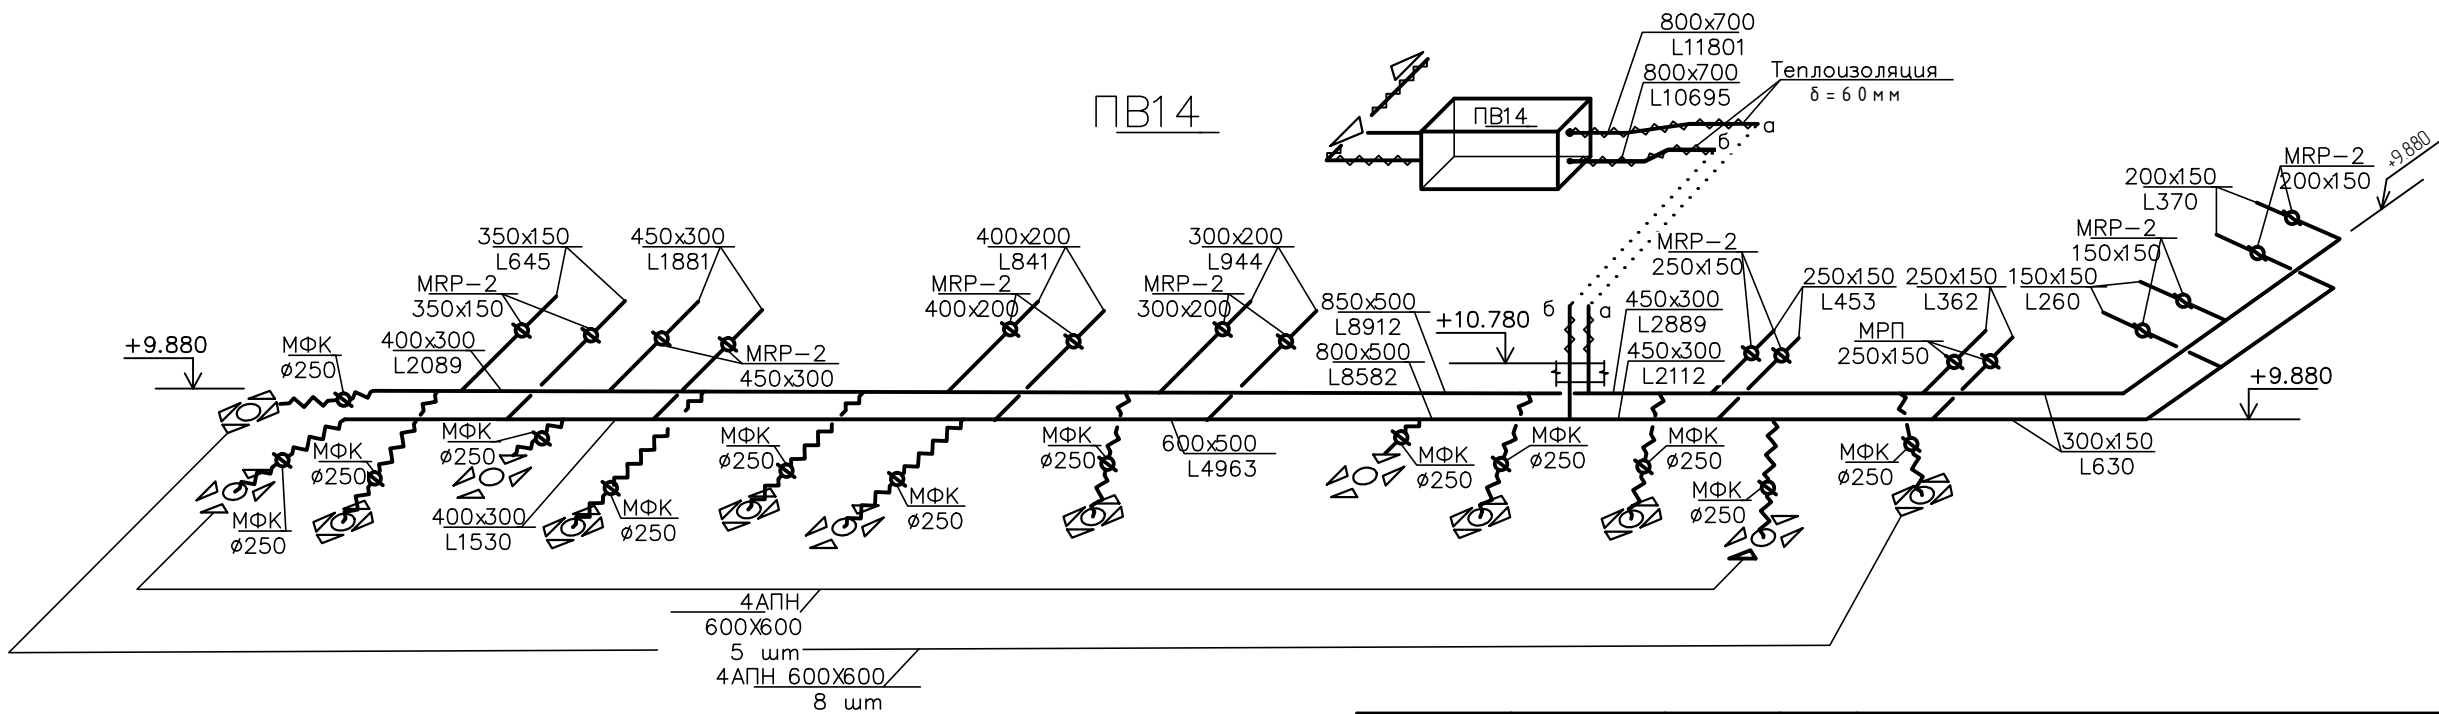 800x700
L11801
800x700
L10695
Теплоизоляция
δ=60мм
ПВ14
ПВ14
а
б
+9.880
MRP-2
200x150
200x150
L370
MRP-2
150x150
150x150
L260
350x150
L645
MRP-2
350x150
450x300
L1881
MRP-2
450x300
400x200
L841
MRP-2
400x200
300x200
L944
MRP-2
300x200
850x500
L8912
800x500
L8582
+10.780
б
а
450x300
L2889
450x300
L2112
MRP-2
250x150
250x150
L453
250x150
L362
МРП
250x150
+9.880
+9.880
МФК
ø250
400x300
L2089
МФК
ø250
МФК
ø250
МФК
ø250
400x300
L1530
МФК
ø250
МФК
ø250
МФК
ø250
МФК
ø250
600x500
L4963
МФК
ø250
МФК
ø250
МФК
ø250
МФК
ø250
МФК
ø250
300x150
L630
4АПН
600X600
5 шт
4АПН 600X600
8 шт